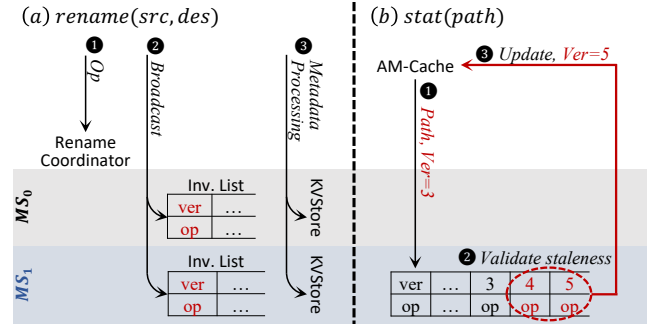 (a) rename(src, des)
❶ Op
Rename
Coordinator
❷ Broadcast
❸ Metadata
Processing
MS₀
Inv. List
ver …
op …
KVStore
MS₁
Inv. List
ver …
op …
KVStore
(b) stat(path)
AM-Cache
❸ Update, Ver=5
❶ Path, Ver=3
❷ Validate staleness
ver … 3 4 5
op … op op op